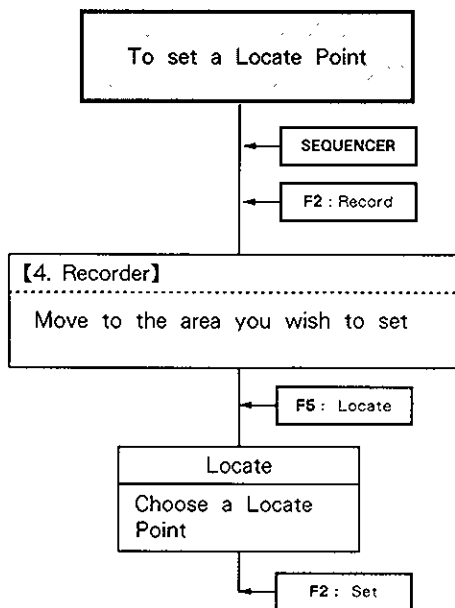 To set a Locate Point
SEQUENCER
F2 : Record
【4. Recorder】
Move to the area you wish to set
F5 : Locate
Locate
Choose a Locate
Point
F2 : Set